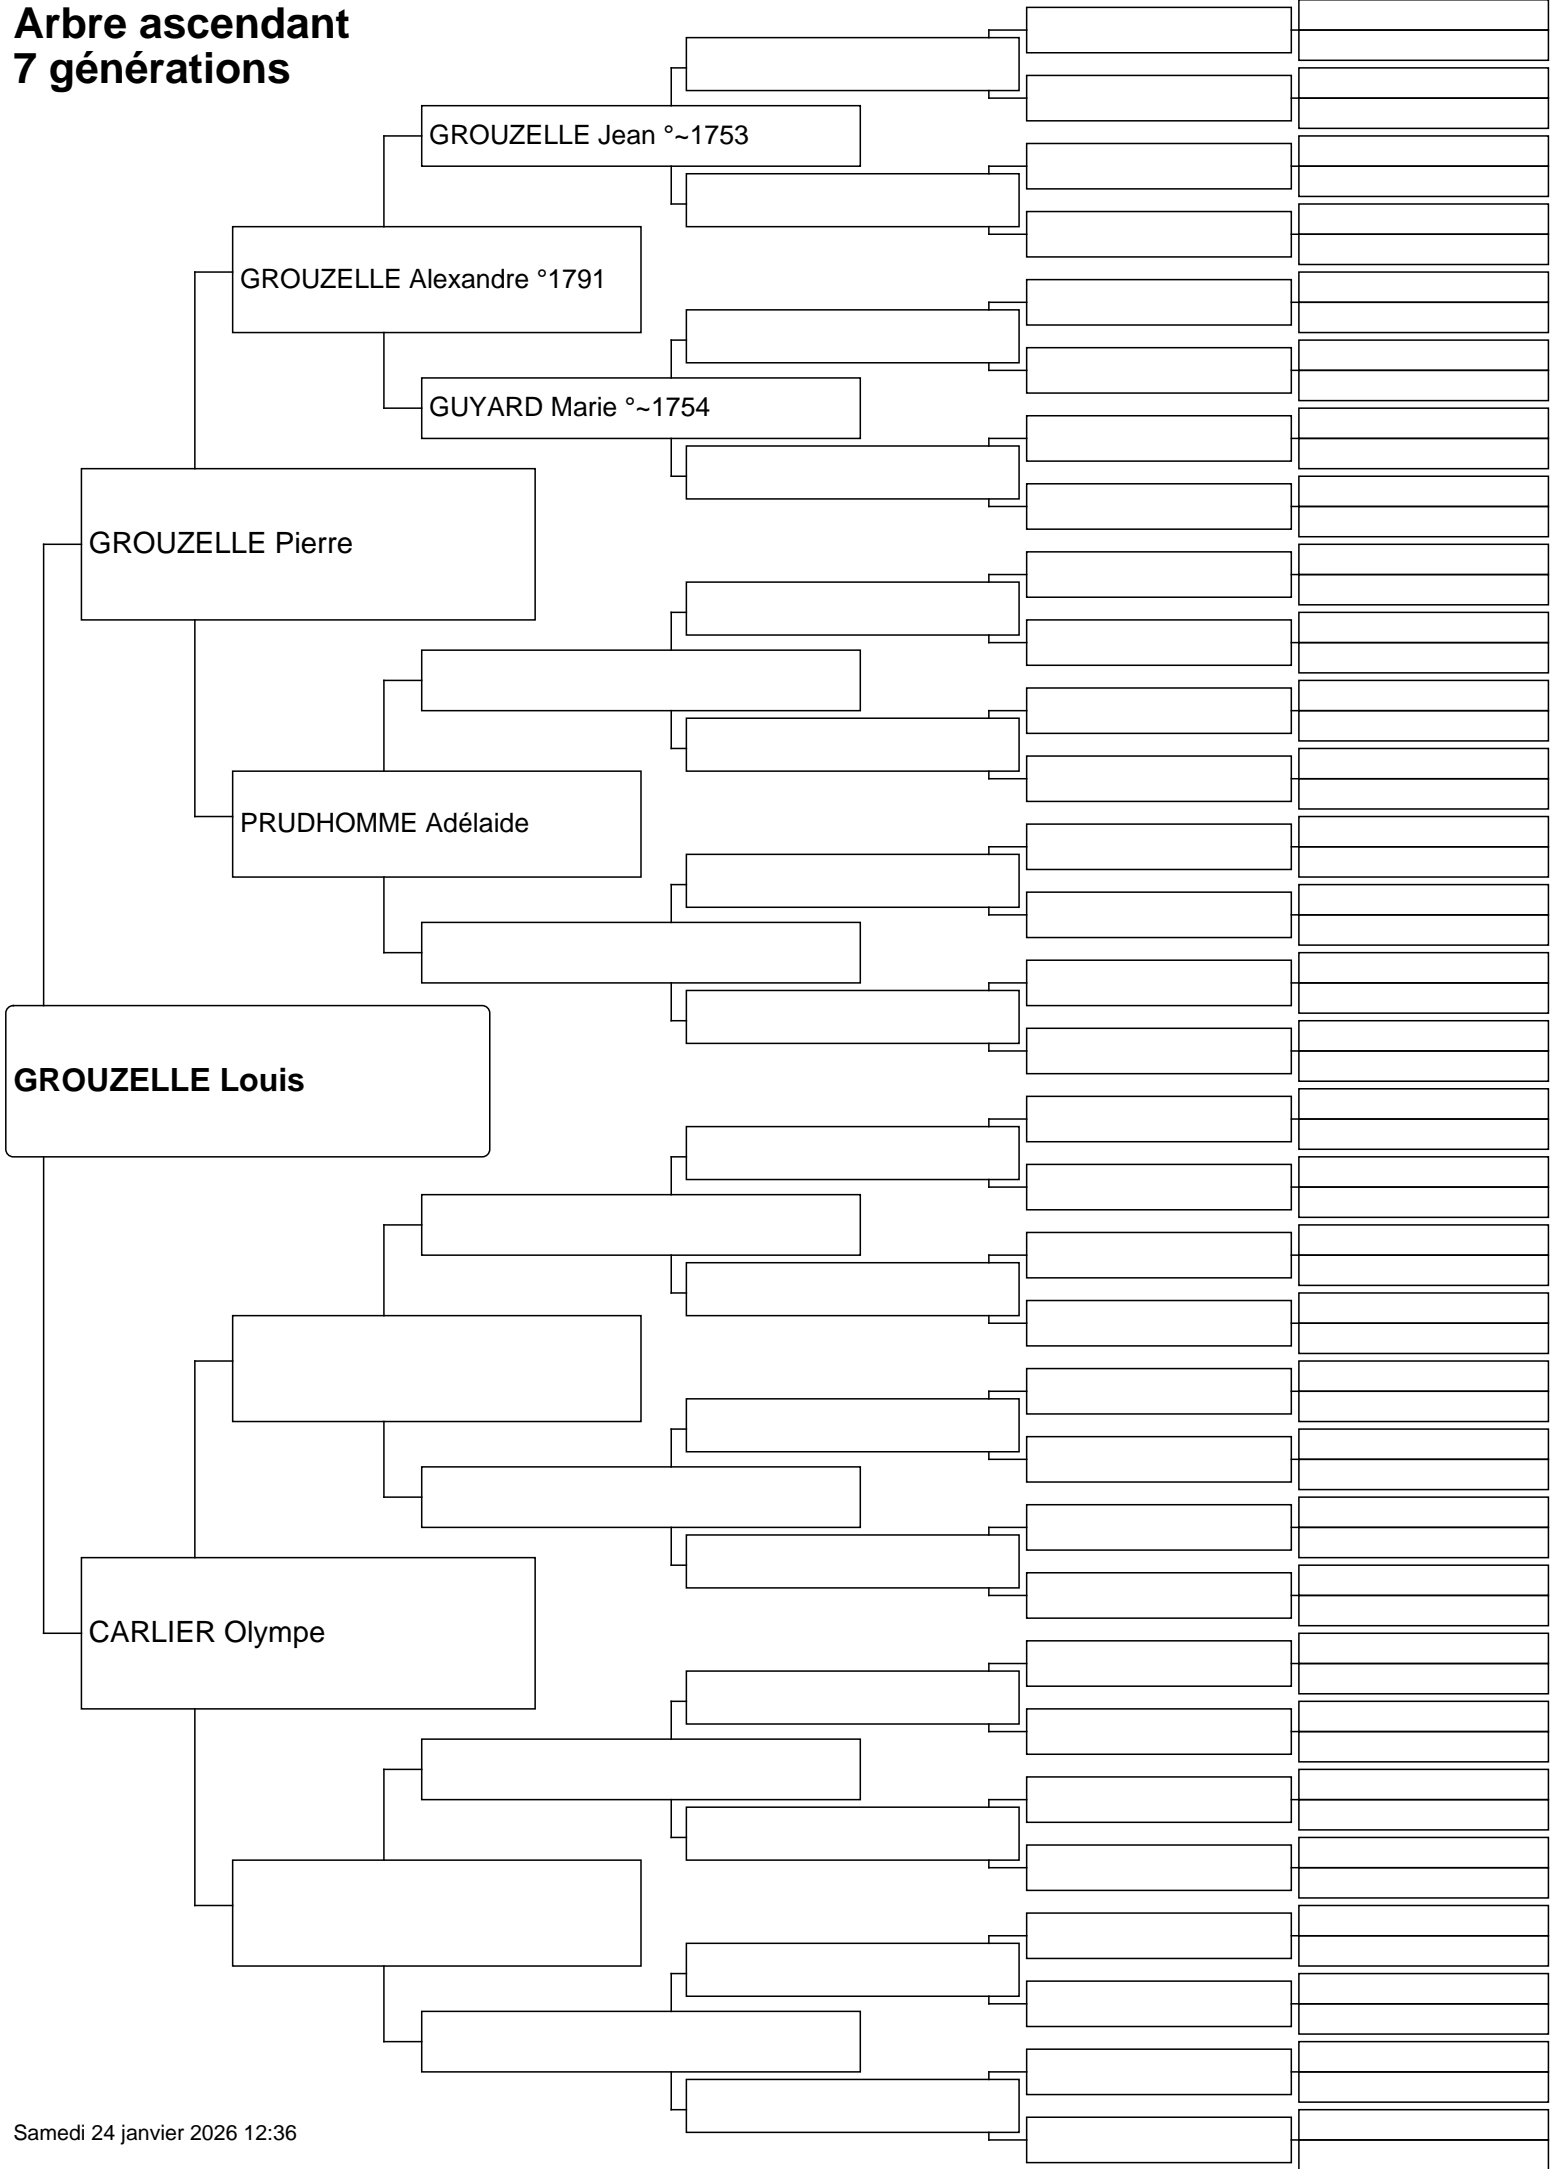 Arbre ascendant
7 générations
GROUZELLE Jean °~1753
GROUZELLE Alexandre °1791
GUYARD Marie °~1754
GROUZELLE Pierre
PRUDHOMME Adélaide
GROUZELLE Louis
CARLIER Olympe
Samedi 24 janvier 2026 12:36